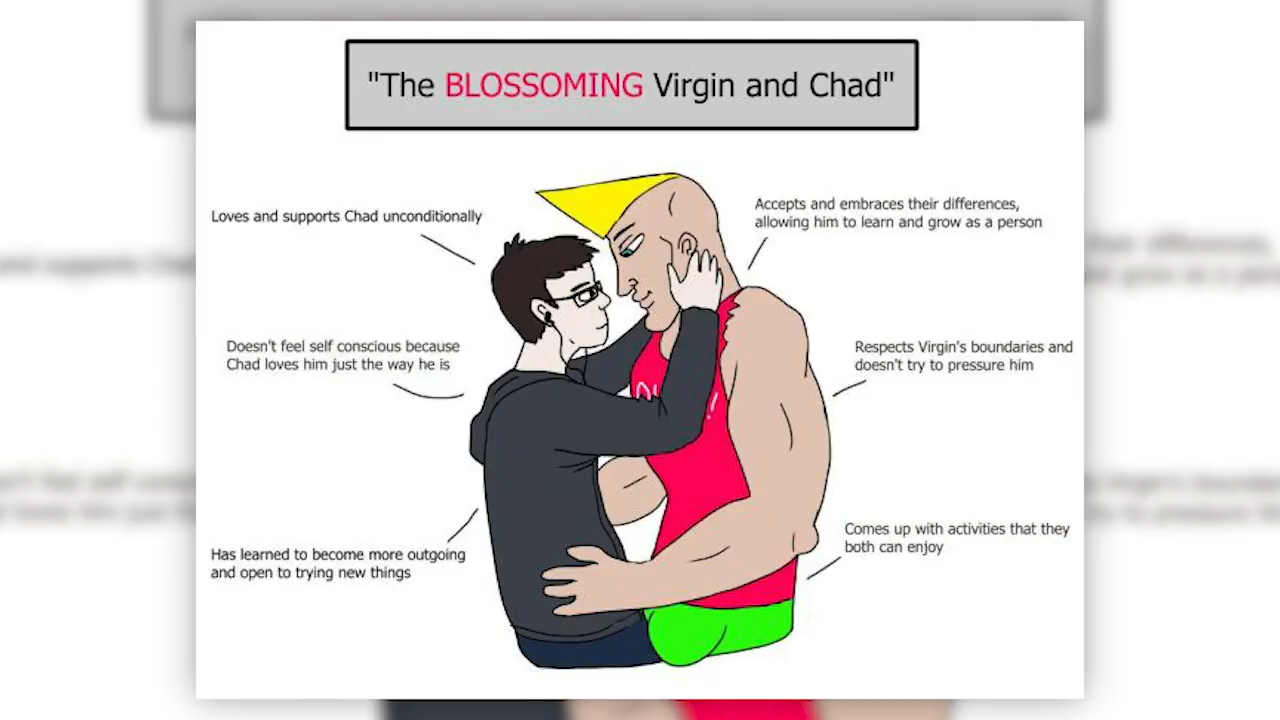 "The BLOSSOMING Virgin and Chad"
Loves and supports Chad unconditionally
Accepts and embraces their differences,
allowing him to learn and grow as a person
Doesn't feel self conscious because
Chad loves him just the way he is
Respects Virgin's boundaries and
doesn't try to pressure him
Has learned to become more outgoing
and open to trying new things
Comes up with activities that they
both can enjoy